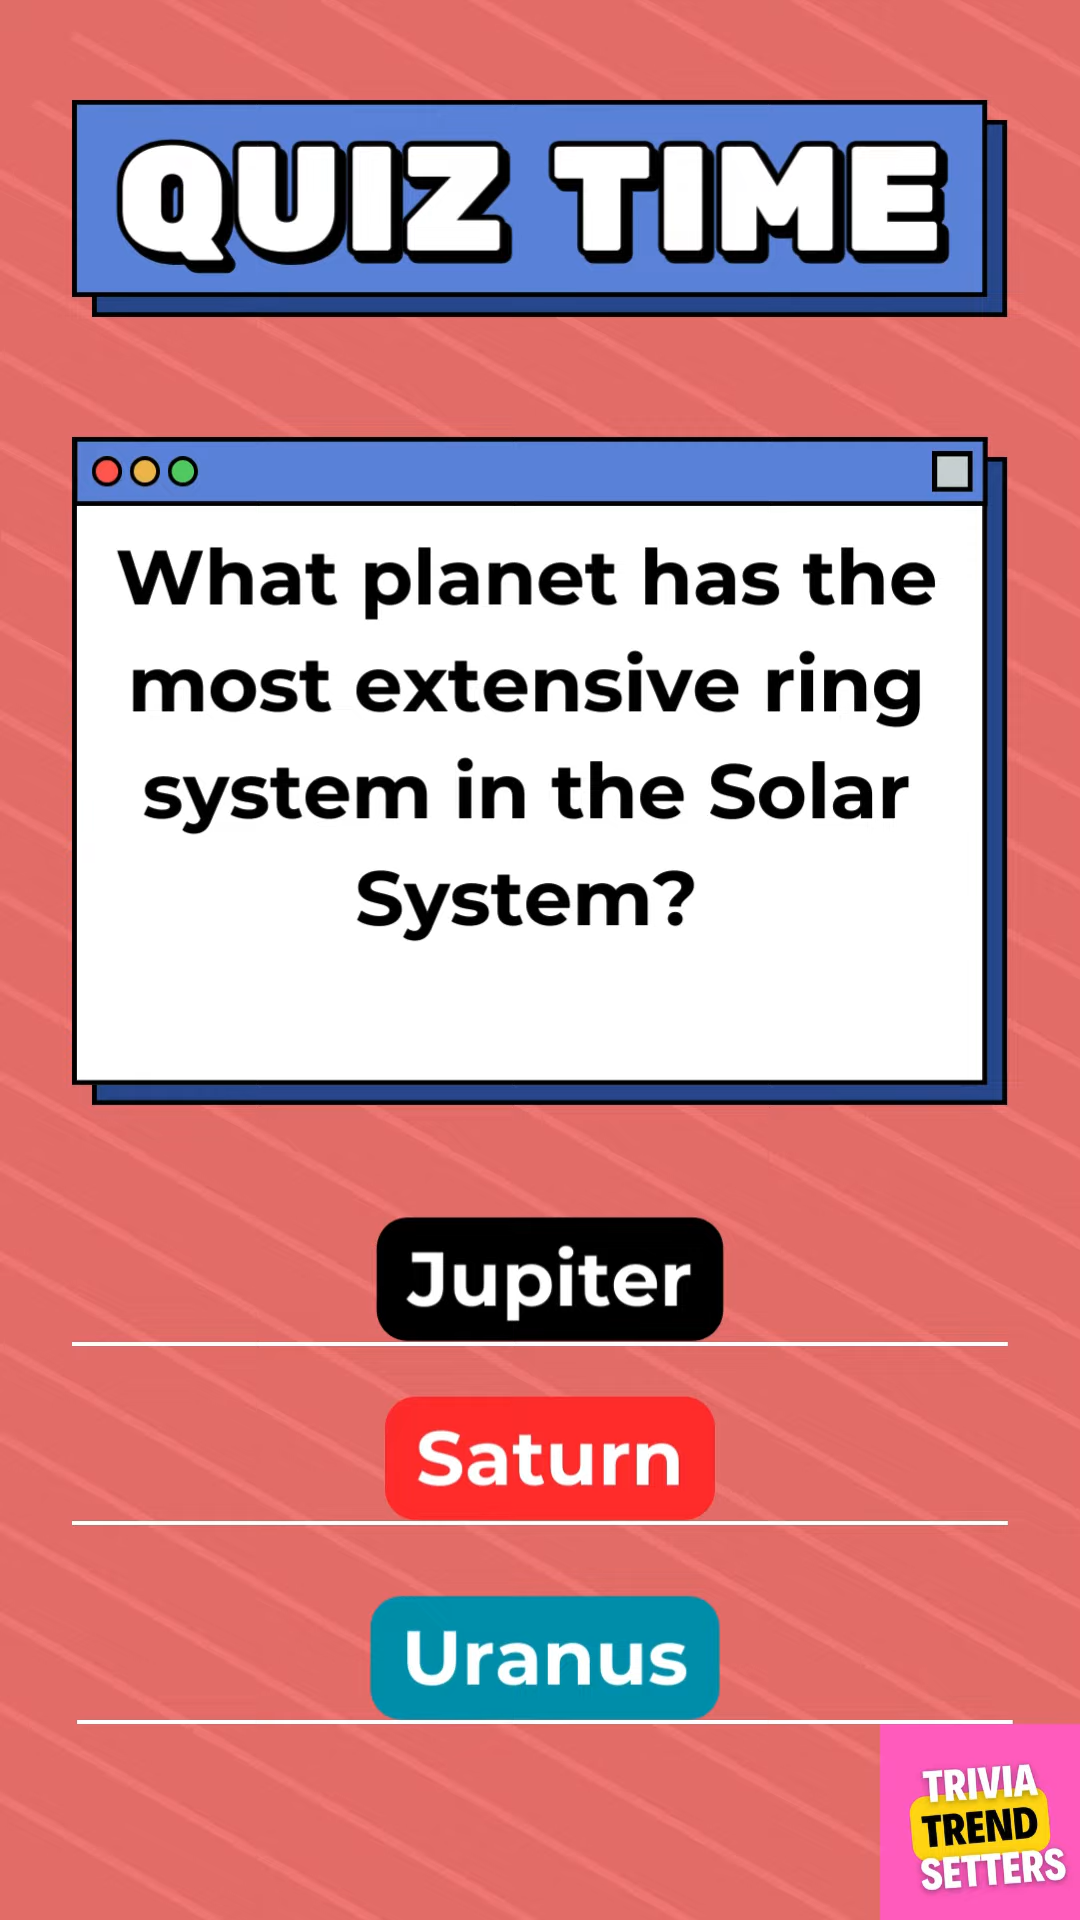 QUIZ TIME
What planet has the
most extensive ring
system in the Solar
System?
Jupiter
Saturn
Uranus
TRIVIA
TREND
SETTERS